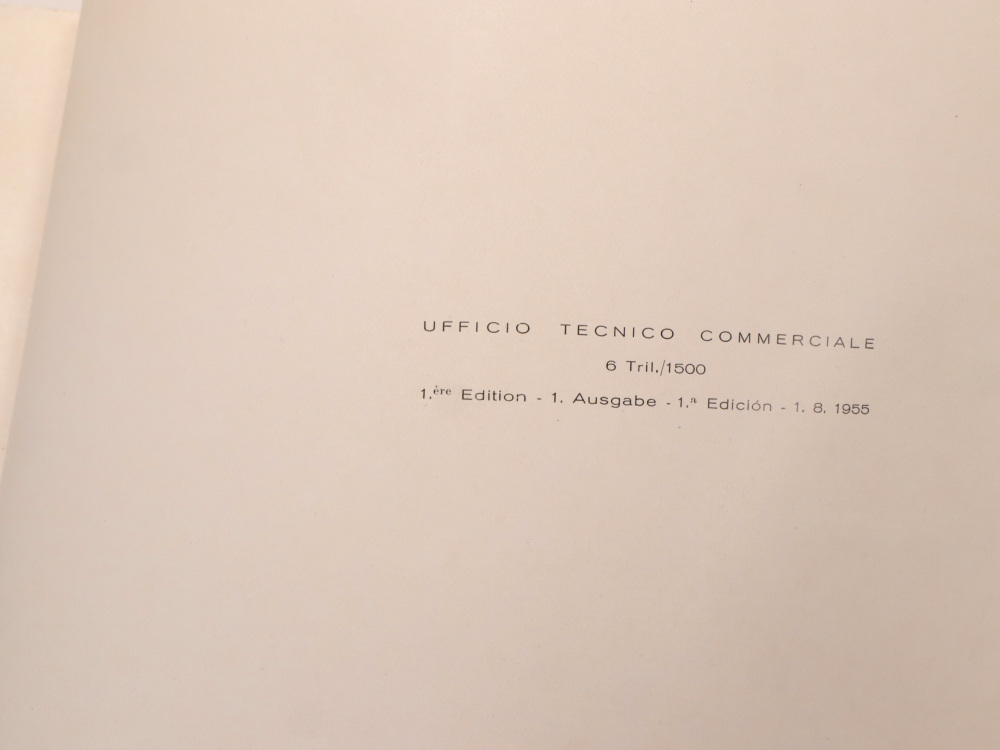 UFFICIO TECNICO COMMERCIALE
6 Tril./1500
1.ère Edition - 1. Ausgabe - 1.ª Edición - 1. 8. 1955